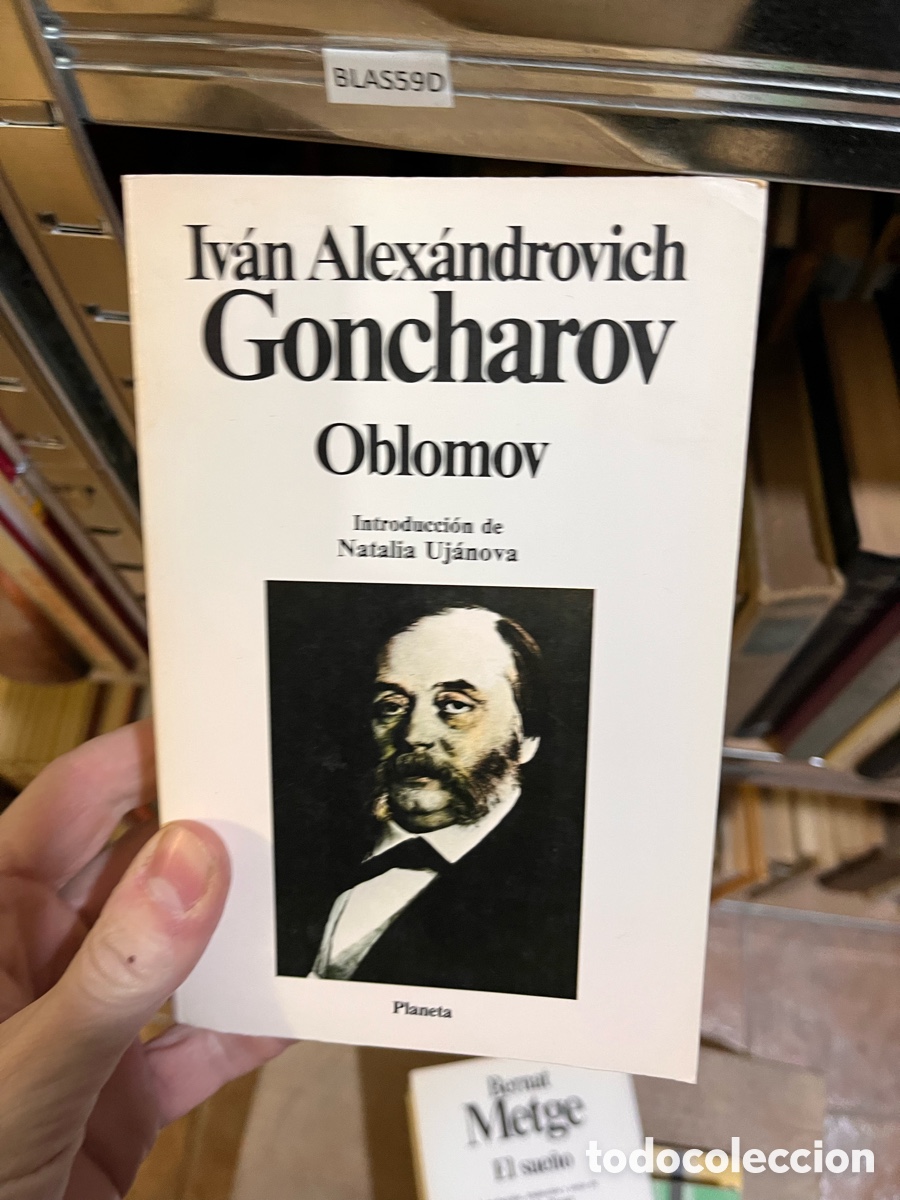 BLAS59D
Iván Alexándrovich
Goncharov
Oblomov
Introducción de
Natalia Ujánova
Planeta
Bernat
Metge
El sueño
todocoleccion